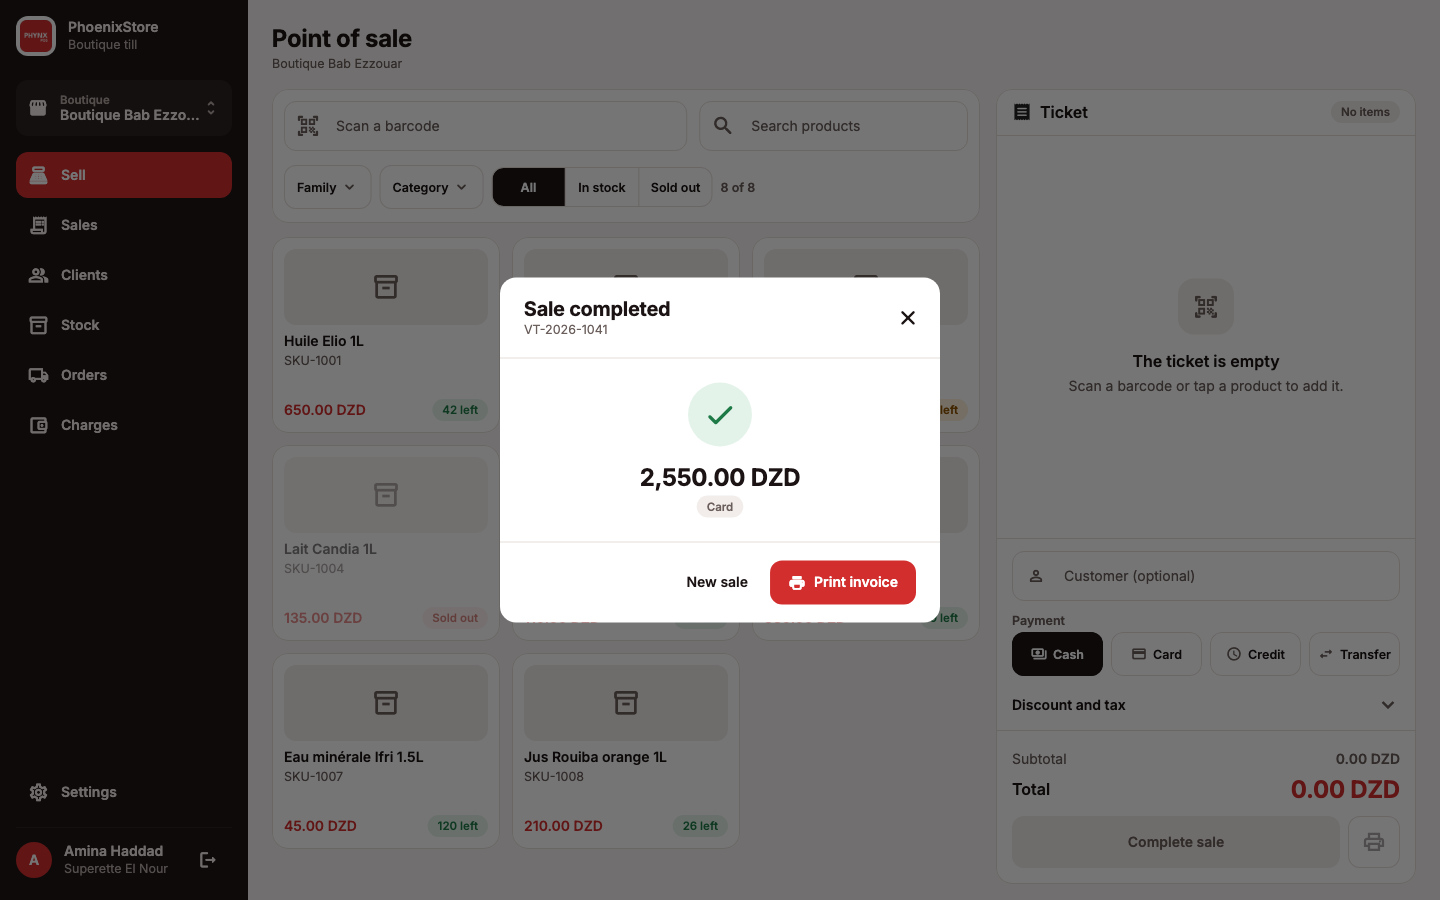 PHYNX
PhoenixStore
Boutique till
Boutique
Boutique Bab Ezzo...
Sell
Sales
Clients
Stock
Orders
Charges
Settings
A
Amina Haddad
Superette El Nour
Point of sale
Boutique Bab Ezzouar
Scan a barcode
Search products
Family
Category
All
In stock
Sold out
8 of 8
Huile Elio 1L
SKU-1001
650.00 DZD
42 left
left
Lait Candia 1L
SKU-1004
135.00 DZD
Sold out
left
Eau minérale Ifri 1.5L
SKU-1007
45.00 DZD
120 left
Jus Rouiba orange 1L
SKU-1008
210.00 DZD
26 left
Sale completed
VT-2026-1041
2,550.00 DZD
Card
New sale
Print invoice
Ticket
No items
The ticket is empty
Scan a barcode or tap a product to add it.
Customer (optional)
Payment
Cash
Card
Credit
Transfer
Discount and tax
Subtotal
0.00 DZD
Total
0.00 DZD
Complete sale